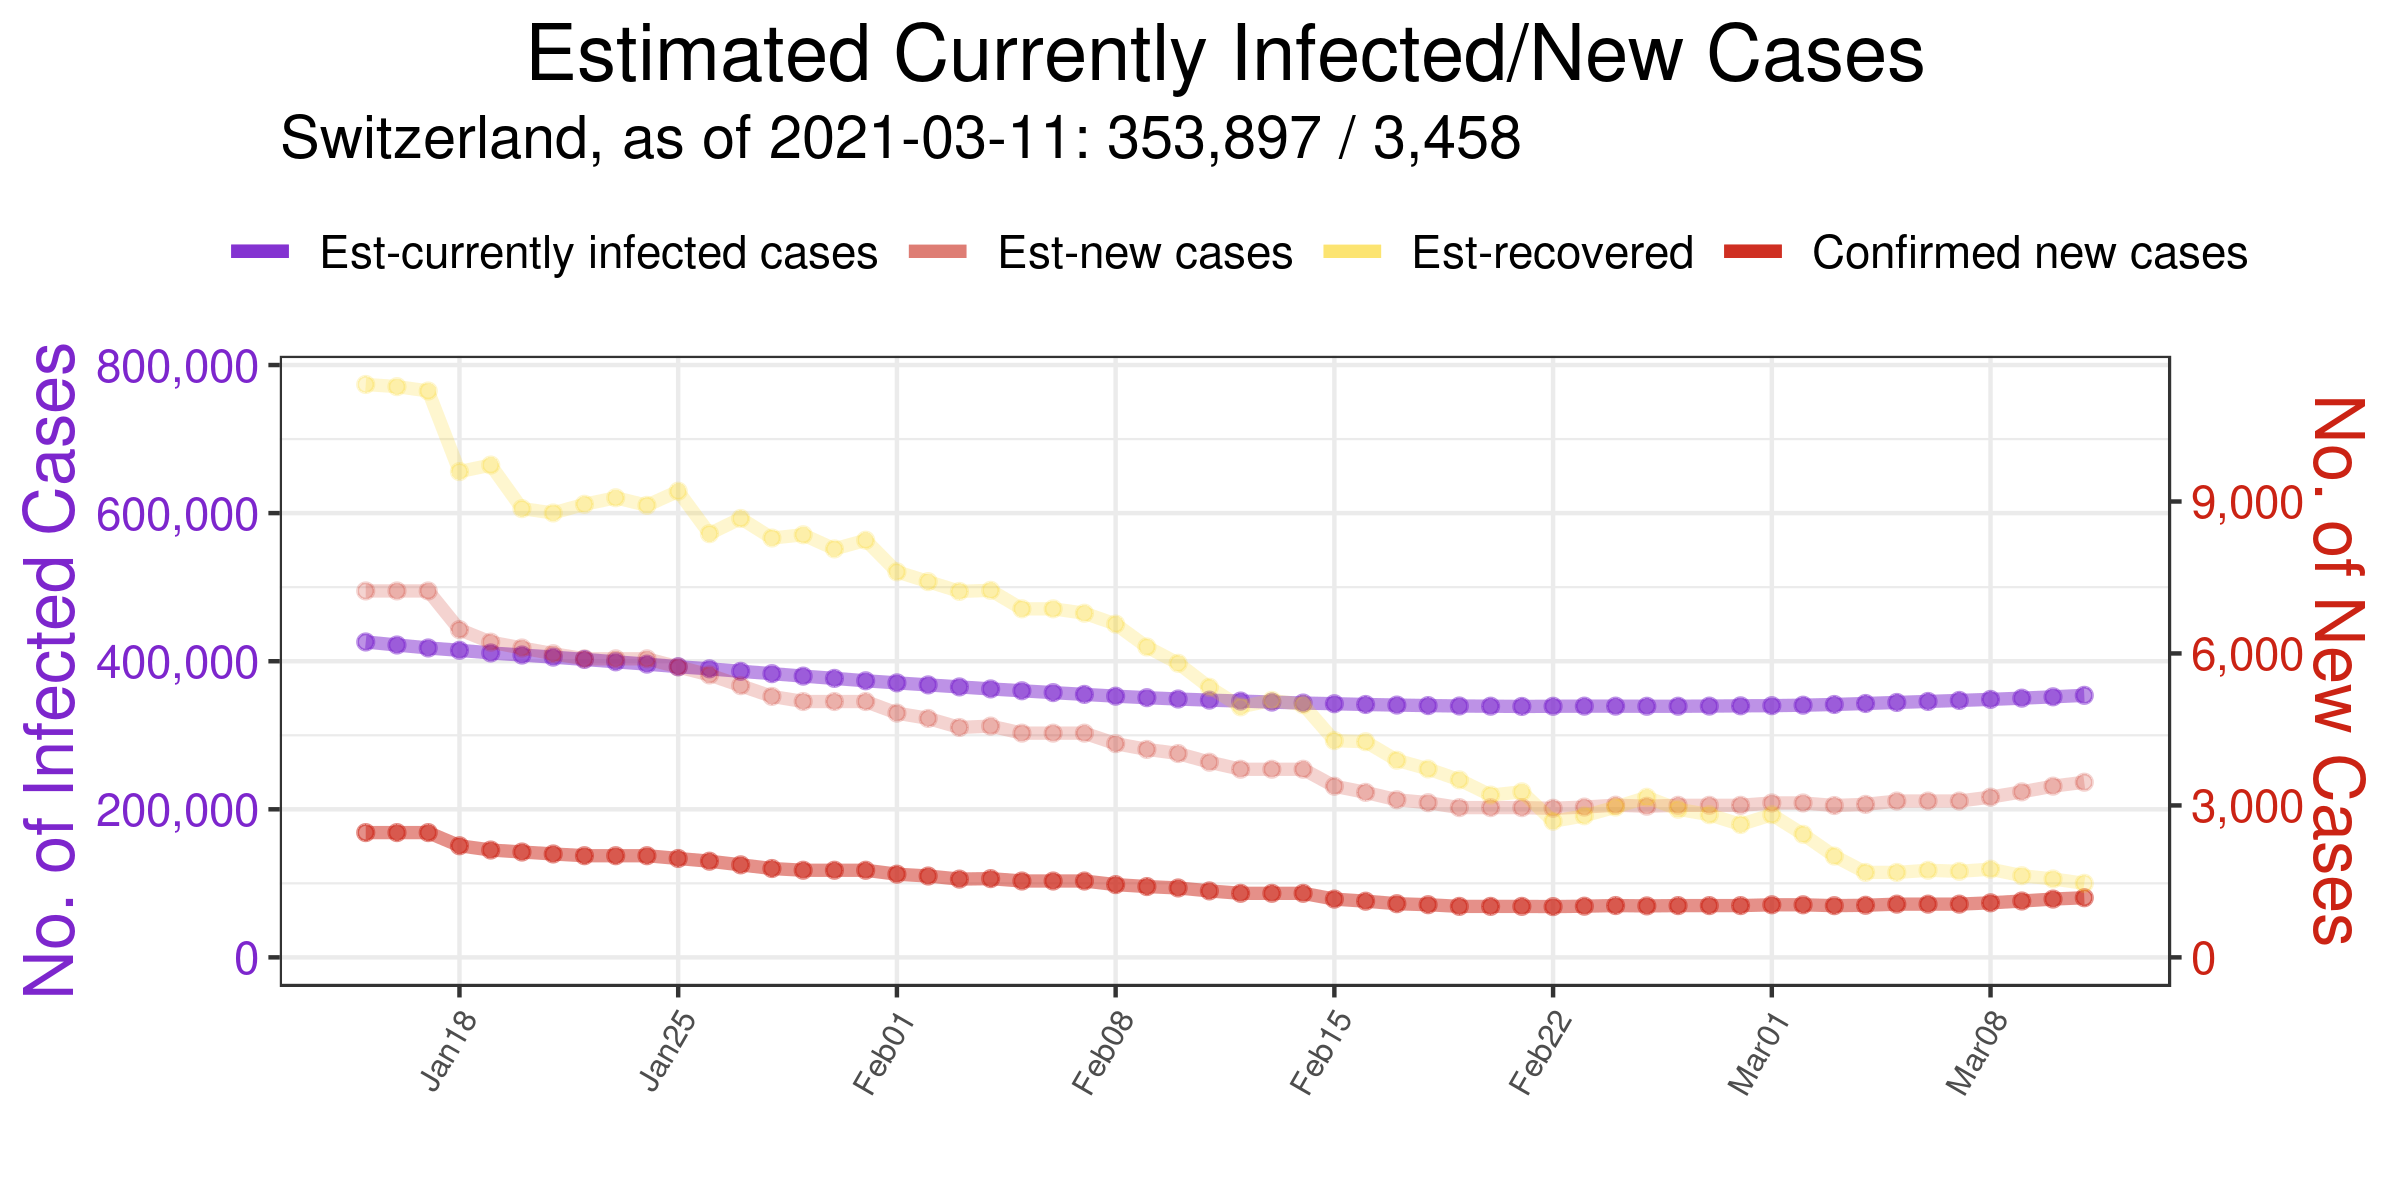 Estimated Currently Infected/New Cases
Switzerland, as of 2021-03-11: 353,897 / 3,458
Est-currently infected cases Est-new cases Est-recovered Confirmed new cases
No. of Infected Cases
800,000
600,000
400,000
200,000
0
9,000
6,000
3,000
0
No. of New Cases
Jan18 Jan25 Feb01 Feb08 Feb15 Feb22 Mar01 Mar08